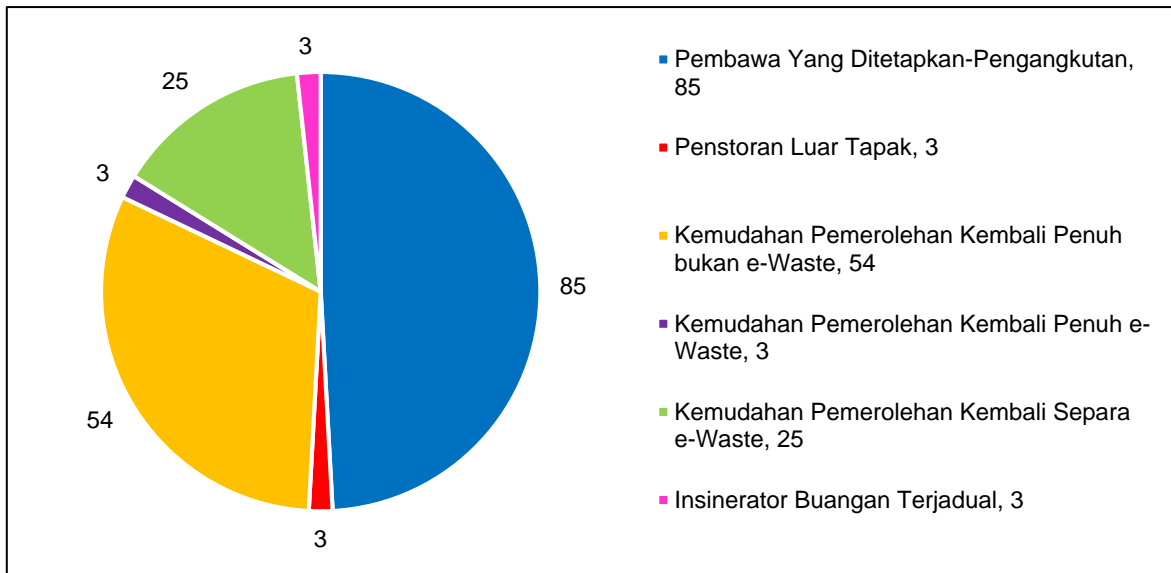 3
25
3
85
54
3
Pembawa Yang Ditetapkan-Pengangkutan,
85
Penstoran Luar Tapak, 3
Kemudahan Pemerolehan Kembali Penuh
bukan e-Waste, 54
Kemudahan Pemerolehan Kembali Penuh e-
Waste, 3
Kemudahan Pemerolehan Kembali Separa
e-Waste, 25
Insinerator Buangan Terjadual, 3